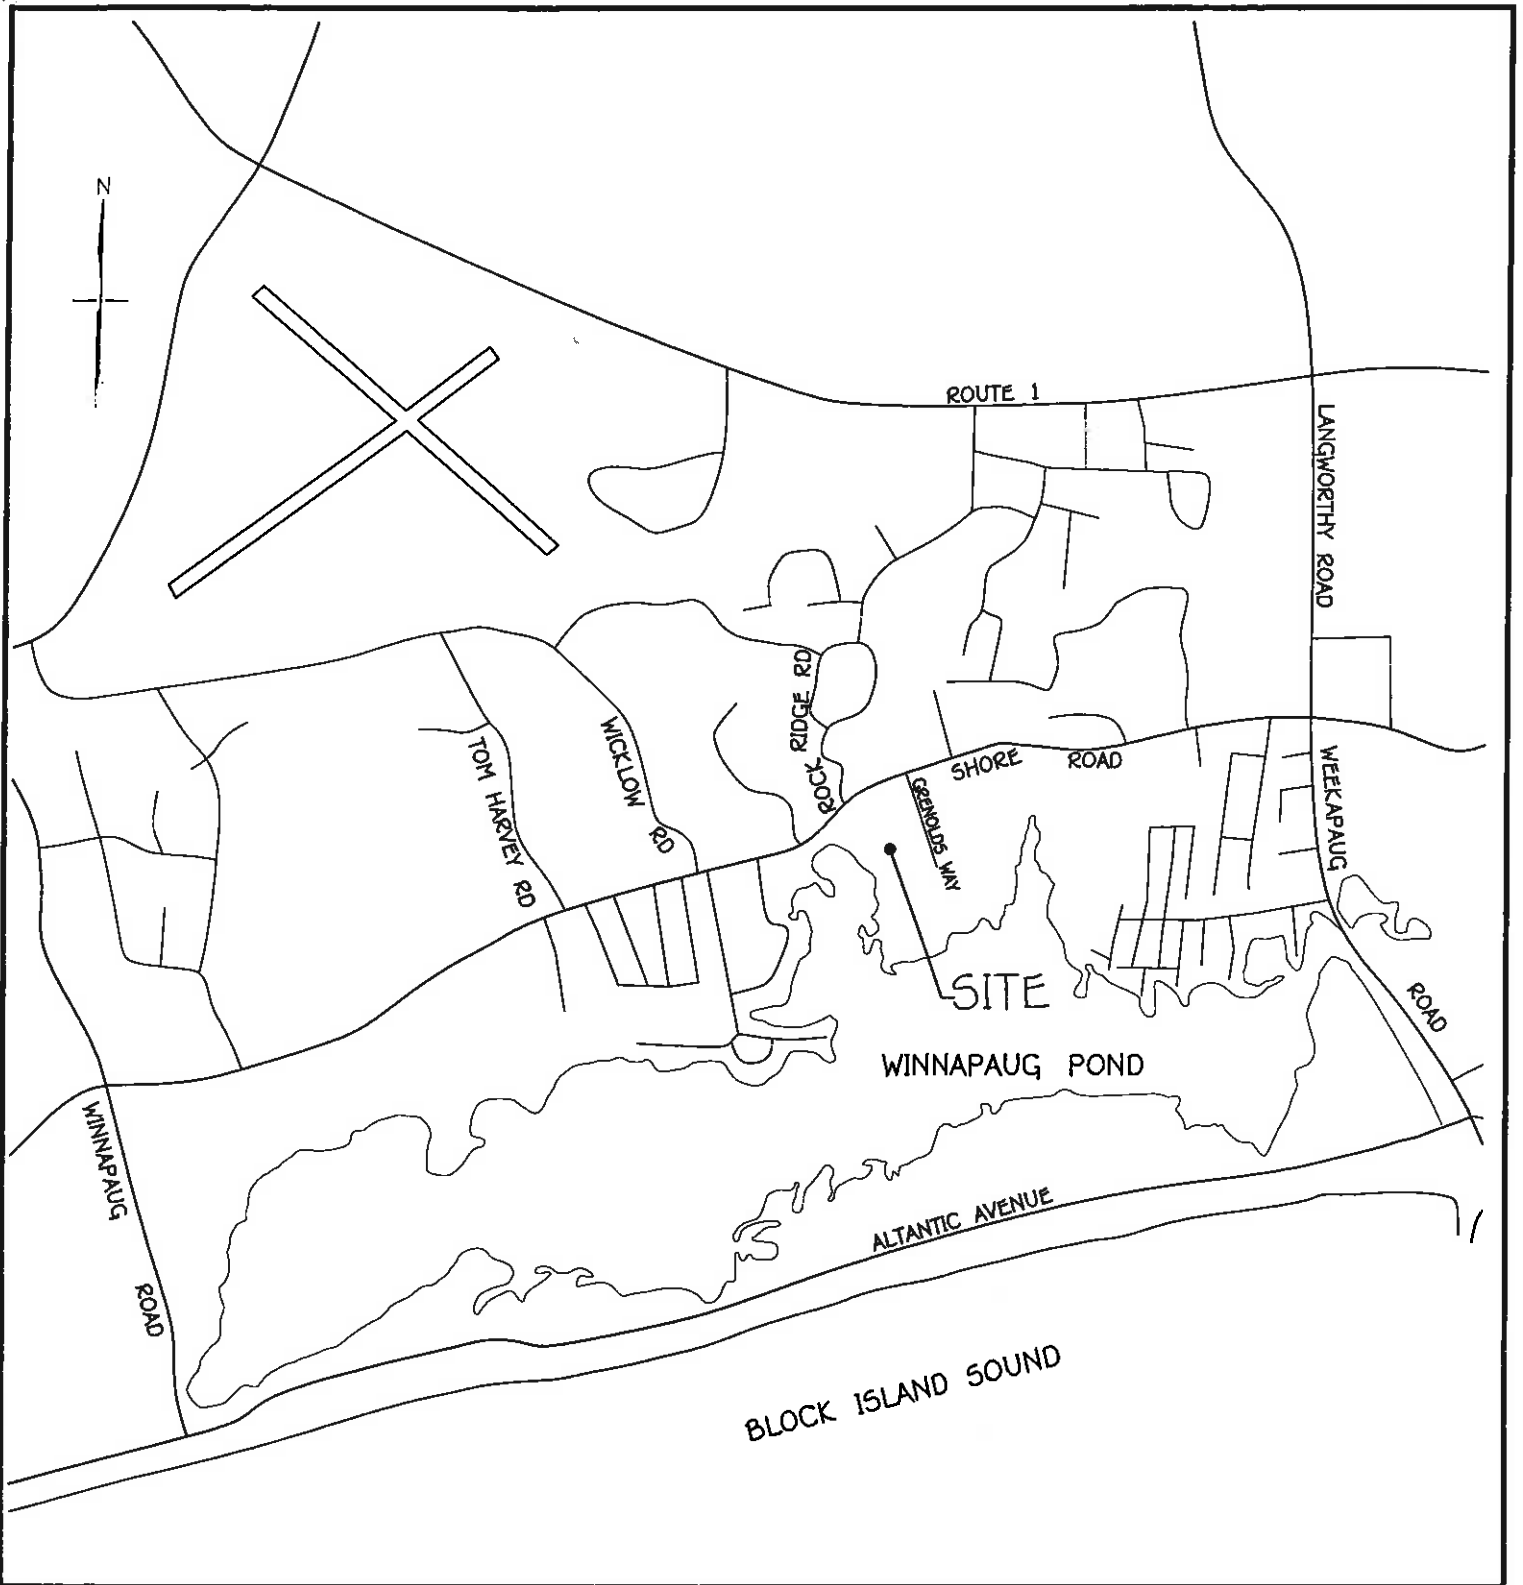 N
ROUTE 1
LANGWORTHY ROAD
ROCK RIDGE RD
WICKLOW RD
TOM HARVEY RD
SHORE ROAD
GRENOLDS WAY
WEEKAPAUG ROAD
SITE
WINNAPAUG POND
WINNAPAUG ROAD
ALTANTIC AVENUE
BLOCK ISLAND SOUND